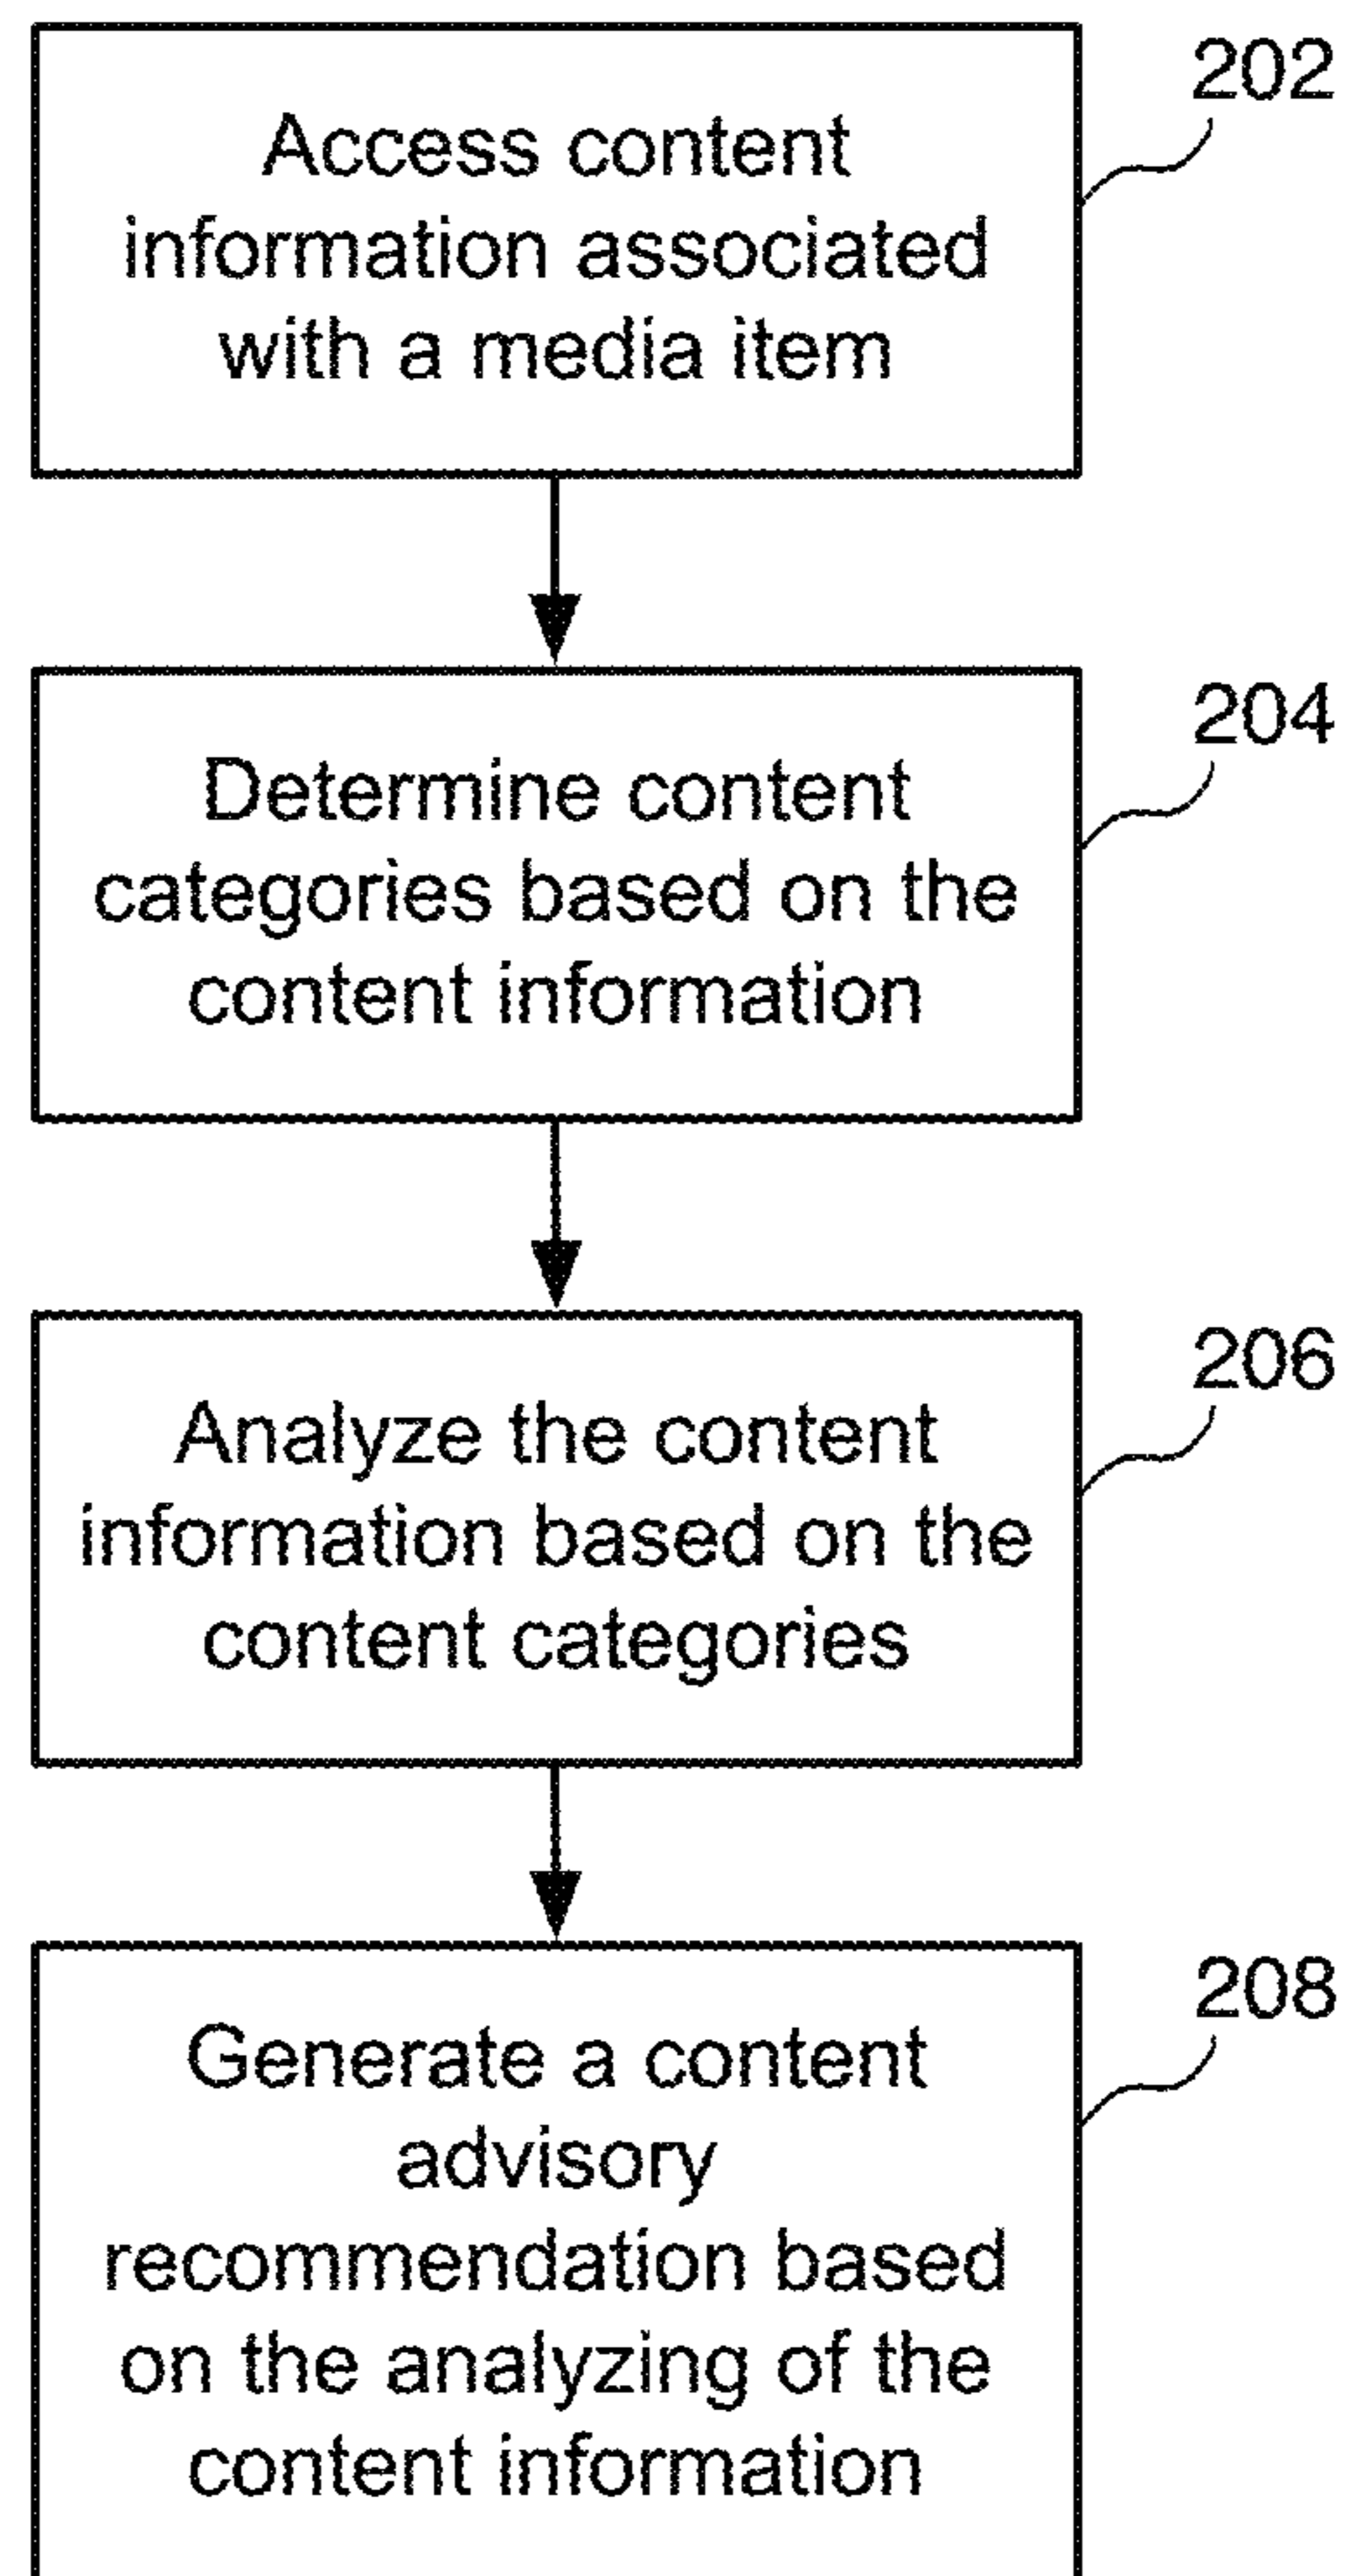 202
Access content
information associated
with a media item
204
Determine content
categories based on the
content information
206
Analyze the content
information based on the
content categories
208
Generate a content
advisory
recommendation based
on the analyzing of the
content information